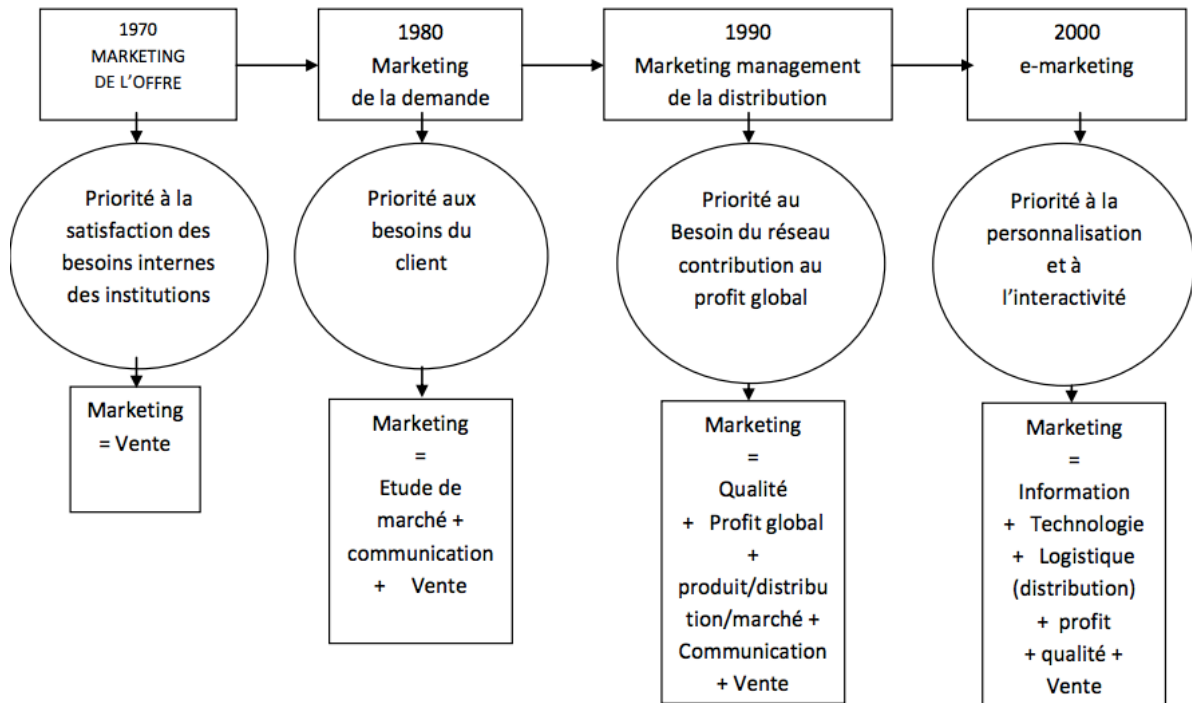 1970
MARKETING
DE L'OFFRE
1980
Marketing
de la demande
1990
Marketing management
de la distribution
2000
e-marketing
Priorité à la
satisfaction des
besoins internes
des institutions
Priorité aux
besoins du
client
Priorité au
Besoin du réseau
contribution au
profit global
Priorité à la
personnalisation
et à
l'interactivité
Marketing
= Vente
Marketing
=
Etude de
marché +
communication
+ Vente
Marketing
=
Qualité
+ Profit global
+
produit/distribu
tion/marché +
Communication
+ Vente
Marketing
=
Information
+ Technologie
+ Logistique
(distribution)
+ profit
+ qualité +
Vente